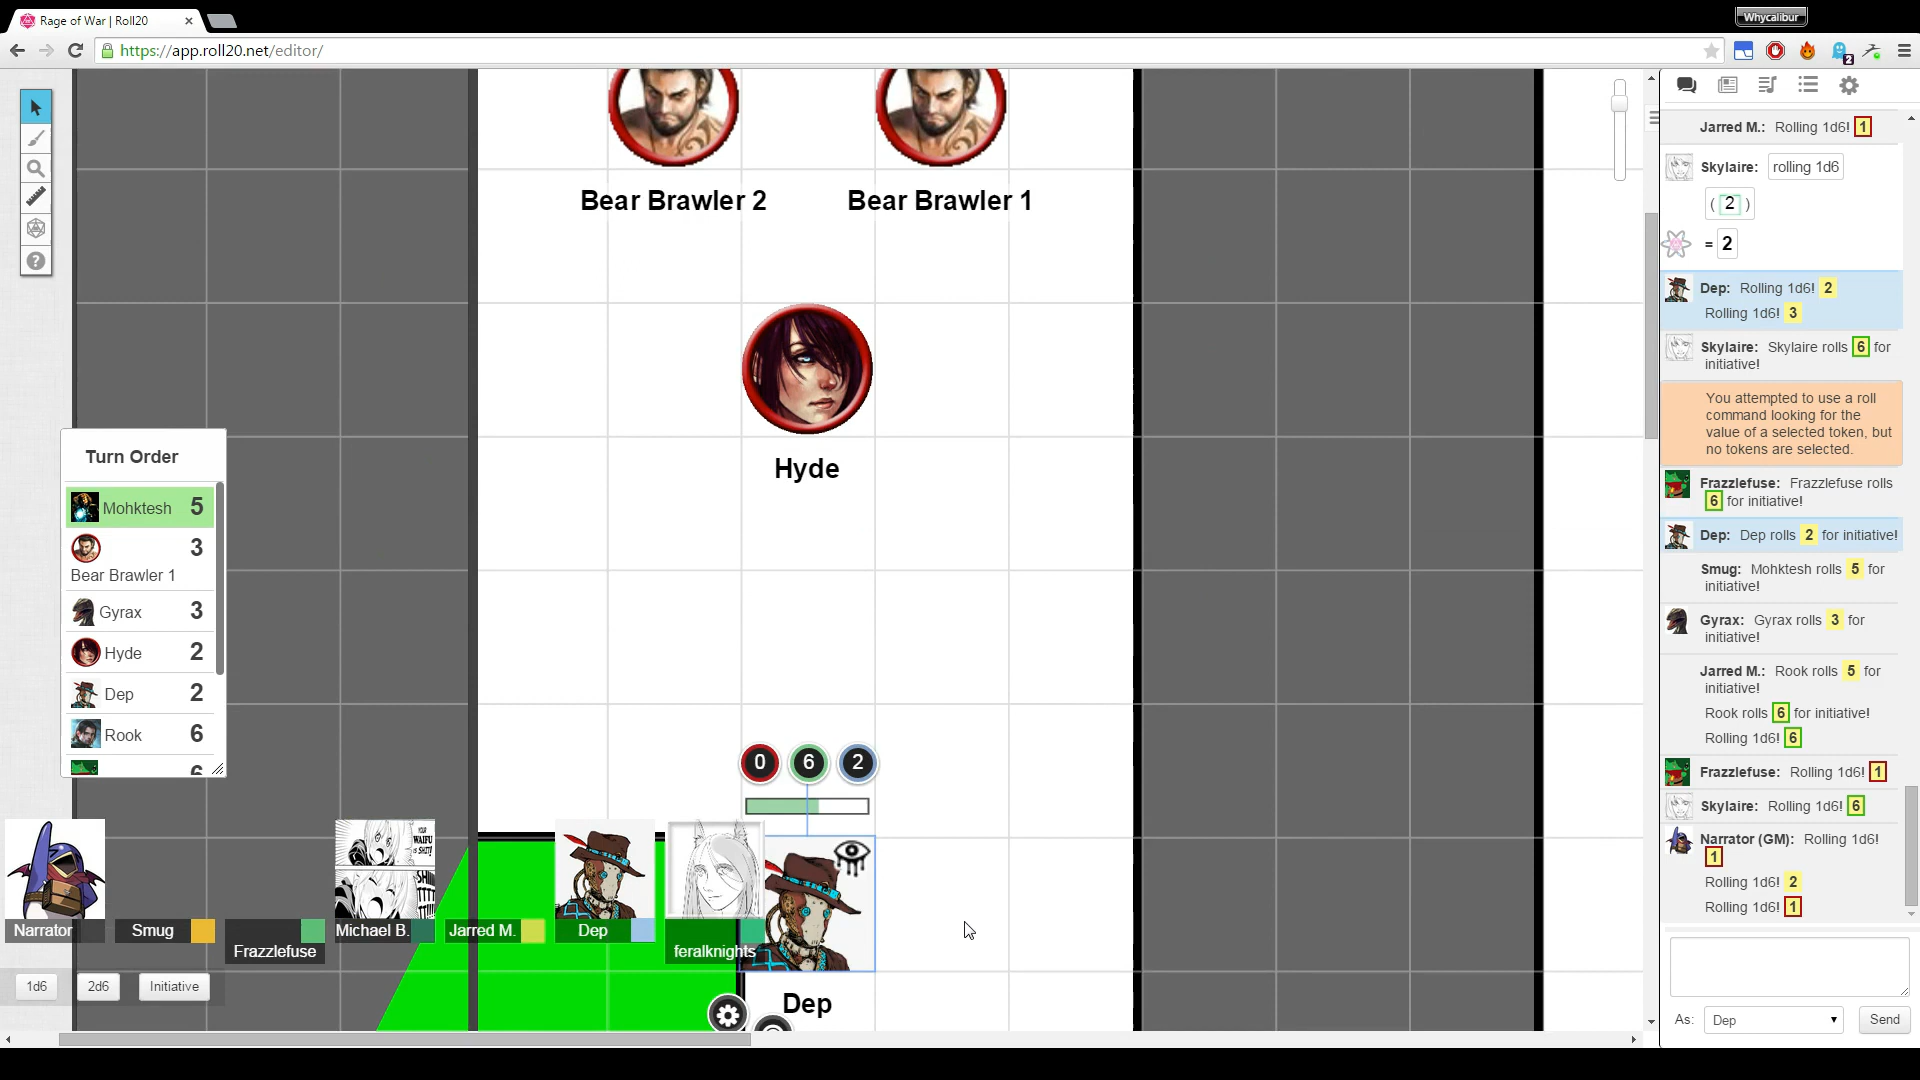 Rage of War | Roll20
Whycalibur
https://app.roll20.net/editor/
2
Bear Brawler 2
Bear Brawler 1
Hyde
Turn Order
Mohktesh 5
3
Bear Brawler 1
Gyrax 3
Hyde 2
Dep 2
Rook 6
6
0 6 2
YOUR
WAIFU
IS SHIT!
Narrator
Smug
Frazzlefuse
Michael B.
Jarred M.
Dep
feralknights
1d6
2d6
Initiative
Dep
Jarred M.: Rolling 1d6! 1
Skylaire: rolling 1d6
( 2 )
= 2
Dep: Rolling 1d6! 2
Rolling 1d6! 3
Skylaire: Skylaire rolls 6 for
initiative!
You attempted to use a roll
command looking for the
value of a selected token, but
no tokens are selected.
Frazzlefuse: Frazzlefuse rolls
6 for initiative!
Dep: Dep rolls 2 for initiative!
Smug: Mohktesh rolls 5 for
initiative!
Gyrax: Gyrax rolls 3 for
initiative!
Jarred M.: Rook rolls 5 for
initiative!
Rook rolls 6 for initiative!
Rolling 1d6! 6
Frazzlefuse: Rolling 1d6! 1
Skylaire: Rolling 1d6! 6
Narrator (GM): Rolling 1d6!
1
Rolling 1d6! 2
Rolling 1d6! 1
As: Dep
Send